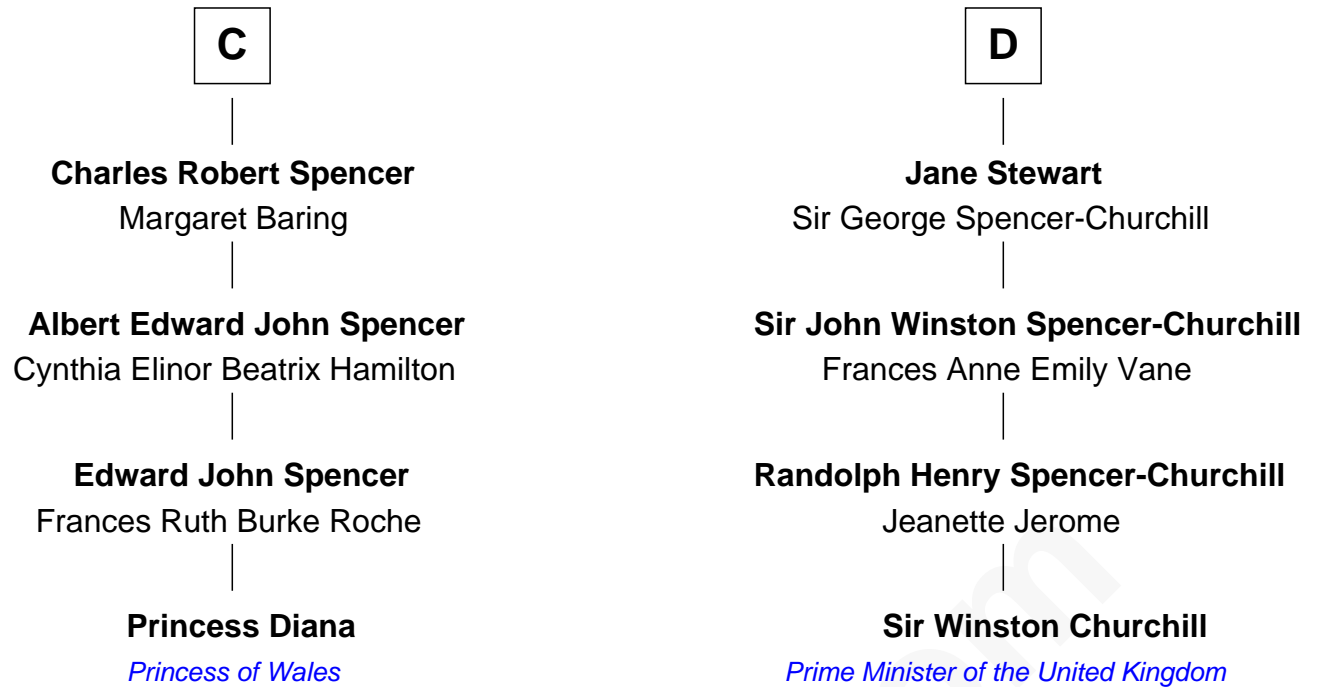 C
Charles Robert Spencer
Margaret Baring
Albert Edward John Spencer
Cynthia Elinor Beatrix Hamilton
Edward John Spencer
Frances Ruth Burke Roche
Princess Diana
Princess of Wales
D
Jane Stewart
Sir George Spencer-Churchill
Sir John Winston Spencer-Churchill
Frances Anne Emily Vane
Randolph Henry Spencer-Churchill
Jeanette Jerome
Sir Winston Churchill
Prime Minister of the United Kingdom